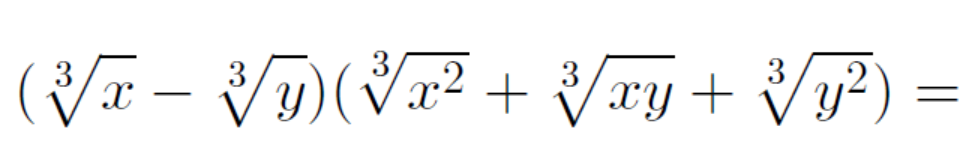 (∛x − ∛y)(∛x² + ∛xy + ∛y²) =